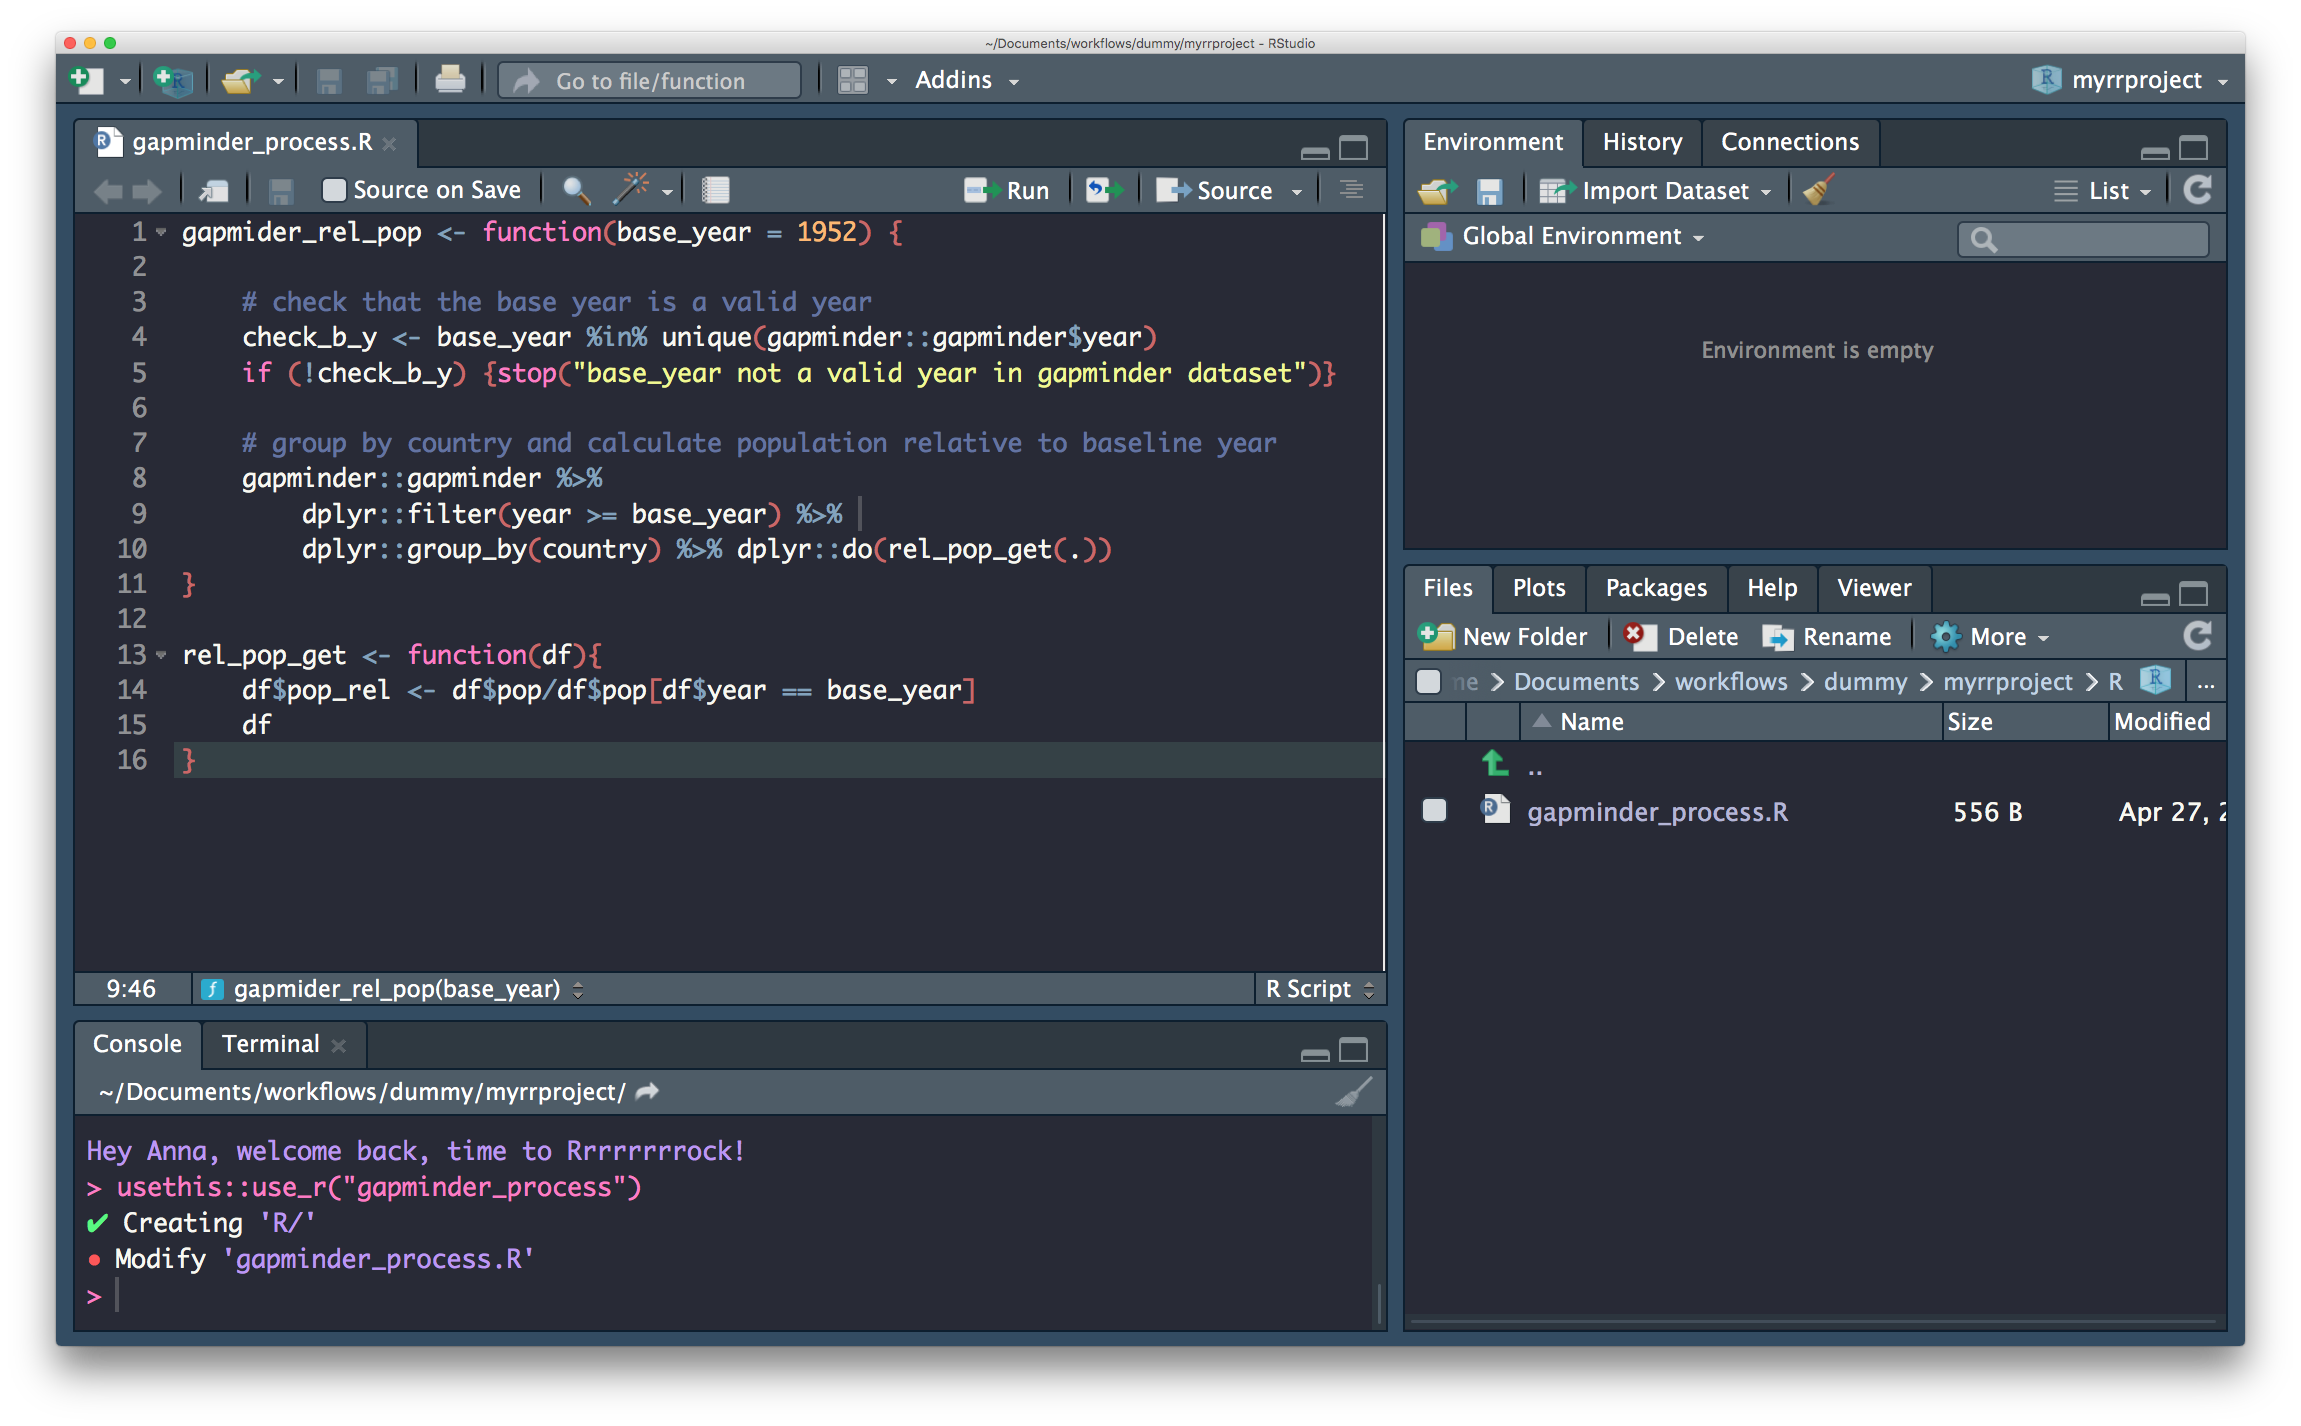 ~/Documents/workflows/dummy/myrrproject - RStudio
Go to file/function
Addins
myrrproject
gapminder_process.R
Source on Save
Run
Source
1 gapmider_rel_pop <- function(base_year = 1952) {
2
3     # check that the base year is a valid year
4     check_b_y <- base_year %in% unique(gapminder::gapminder$year)
5     if (!check_b_y) {stop("base_year not a valid year in gapminder dataset")}
6
7     # group by country and calculate population relative to baseline year
8     gapminder::gapminder %>%
9         dplyr::filter(year >= base_year) %>%
10         dplyr::group_by(country) %>% dplyr::do(rel_pop_get(.))
11 }
12
13 rel_pop_get <- function(df){
14     df$pop_rel <- df$pop/df$pop[df$year == base_year]
15     df
16 }
9:46
gapmider_rel_pop(base_year)
R Script
Console
Terminal
~/Documents/workflows/dummy/myrrproject/
Hey Anna, welcome back, time to Rrrrrrrrock!
> usethis::use_r("gapminder_process")
✔ Creating 'R/'
● Modify 'gapminder_process.R'
>
Environment History Connections
Import Dataset
List
Global Environment
Environment is empty
Files Plots Packages Help Viewer
New Folder Delete Rename More
me > Documents > workflows > dummy > myrrproject > R ...
Name Size Modified
..
gapminder_process.R 556 B Apr 27, 2